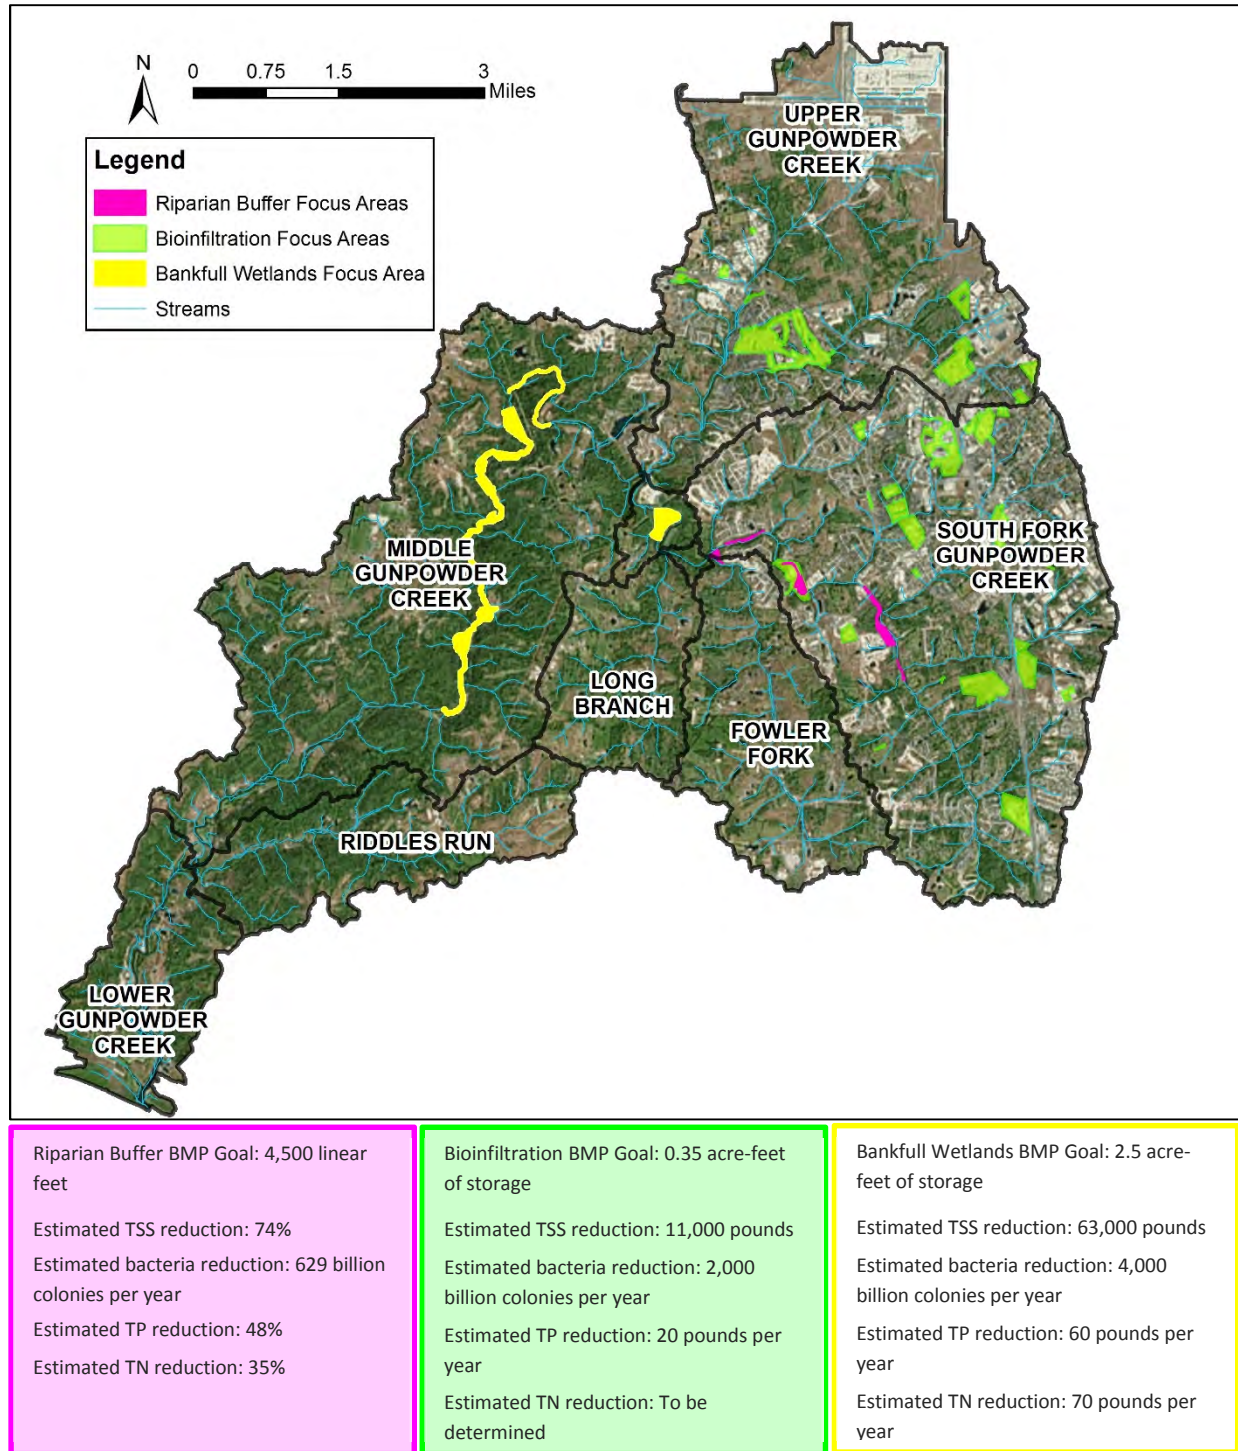 N
0 0.75 1.5 3
Miles
Legend
Riparian Buffer Focus Areas
Bioinfiltration Focus Areas
Bankfull Wetlands Focus Area
Streams
UPPER
GUNPOWDER
CREEK
MIDDLE
GUNPOWDER
CREEK
SOUTH FORK
GUNPOWDER
CREEK
LONG
BRANCH
FOWLER
FORK
RIDDLES RUN
LOWER
GUNPOWDER
CREEK
Riparian Buffer BMP Goal: 4,500 linear
feet
Estimated TSS reduction: 74%
Estimated bacteria reduction: 629 billion
colonies per year
Estimated TP reduction: 48%
Estimated TN reduction: 35%
Bioinfiltration BMP Goal: 0.35 acre-feet
of storage
Estimated TSS reduction: 11,000 pounds
Estimated bacteria reduction: 2,000
billion colonies per year
Estimated TP reduction: 20 pounds per
year
Estimated TN reduction: To be
determined
Bankfull Wetlands BMP Goal: 2.5 acre-
feet of storage
Estimated TSS reduction: 63,000 pounds
Estimated bacteria reduction: 4,000
billion colonies per year
Estimated TP reduction: 60 pounds per
year
Estimated TN reduction: 70 pounds per
year